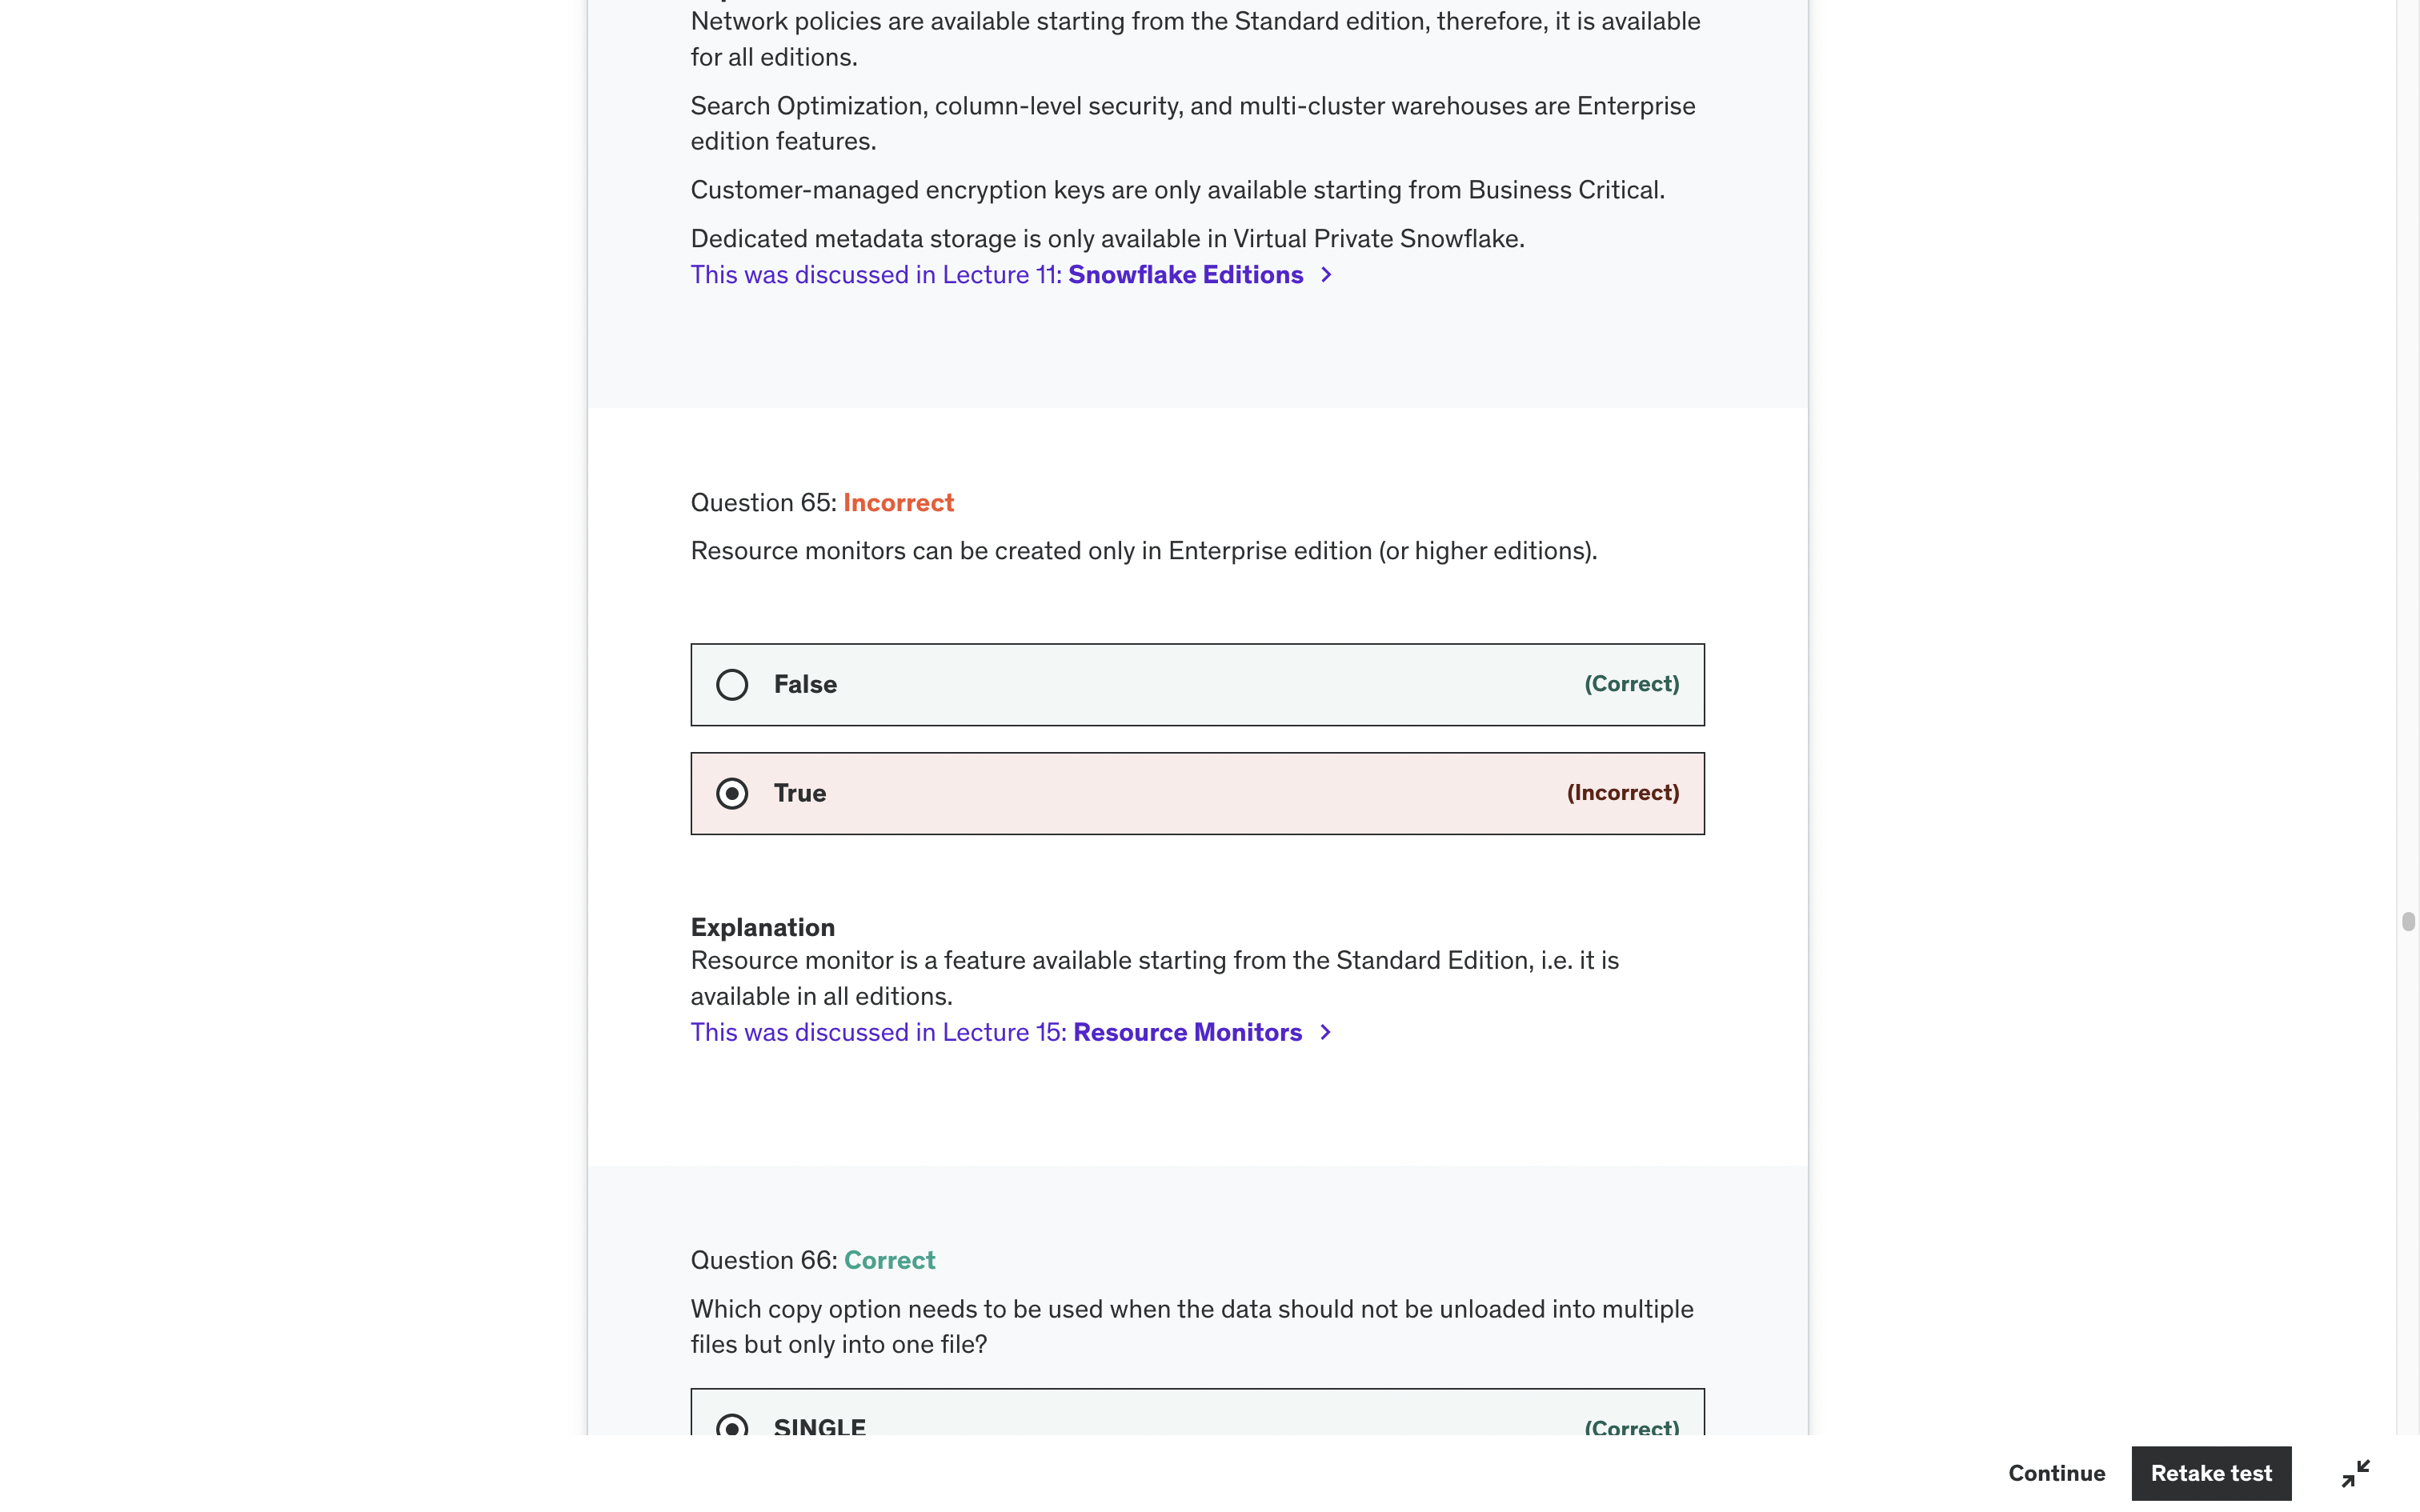 Network policies are available starting from the Standard edition, therefore, it is available
for all editions.
Search Optimization, column-level security, and multi-cluster warehouses are Enterprise
edition features.
Customer-managed encryption keys are only available starting from Business Critical.
Dedicated metadata storage is only available in Virtual Private Snowflake.
This was discussed in Lecture 11: Snowflake Editions >
Question 65: Incorrect
Resource monitors can be created only in Enterprise edition (or higher editions).
False (Correct)
True (Incorrect)
Explanation
Resource monitor is a feature available starting from the Standard Edition, i.e. it is
available in all editions.
This was discussed in Lecture 15: Resource Monitors >
Question 66: Correct
Which copy option needs to be used when the data should not be unloaded into multiple
files but only into one file?
SINGLE (Correct)
Continue Retake test